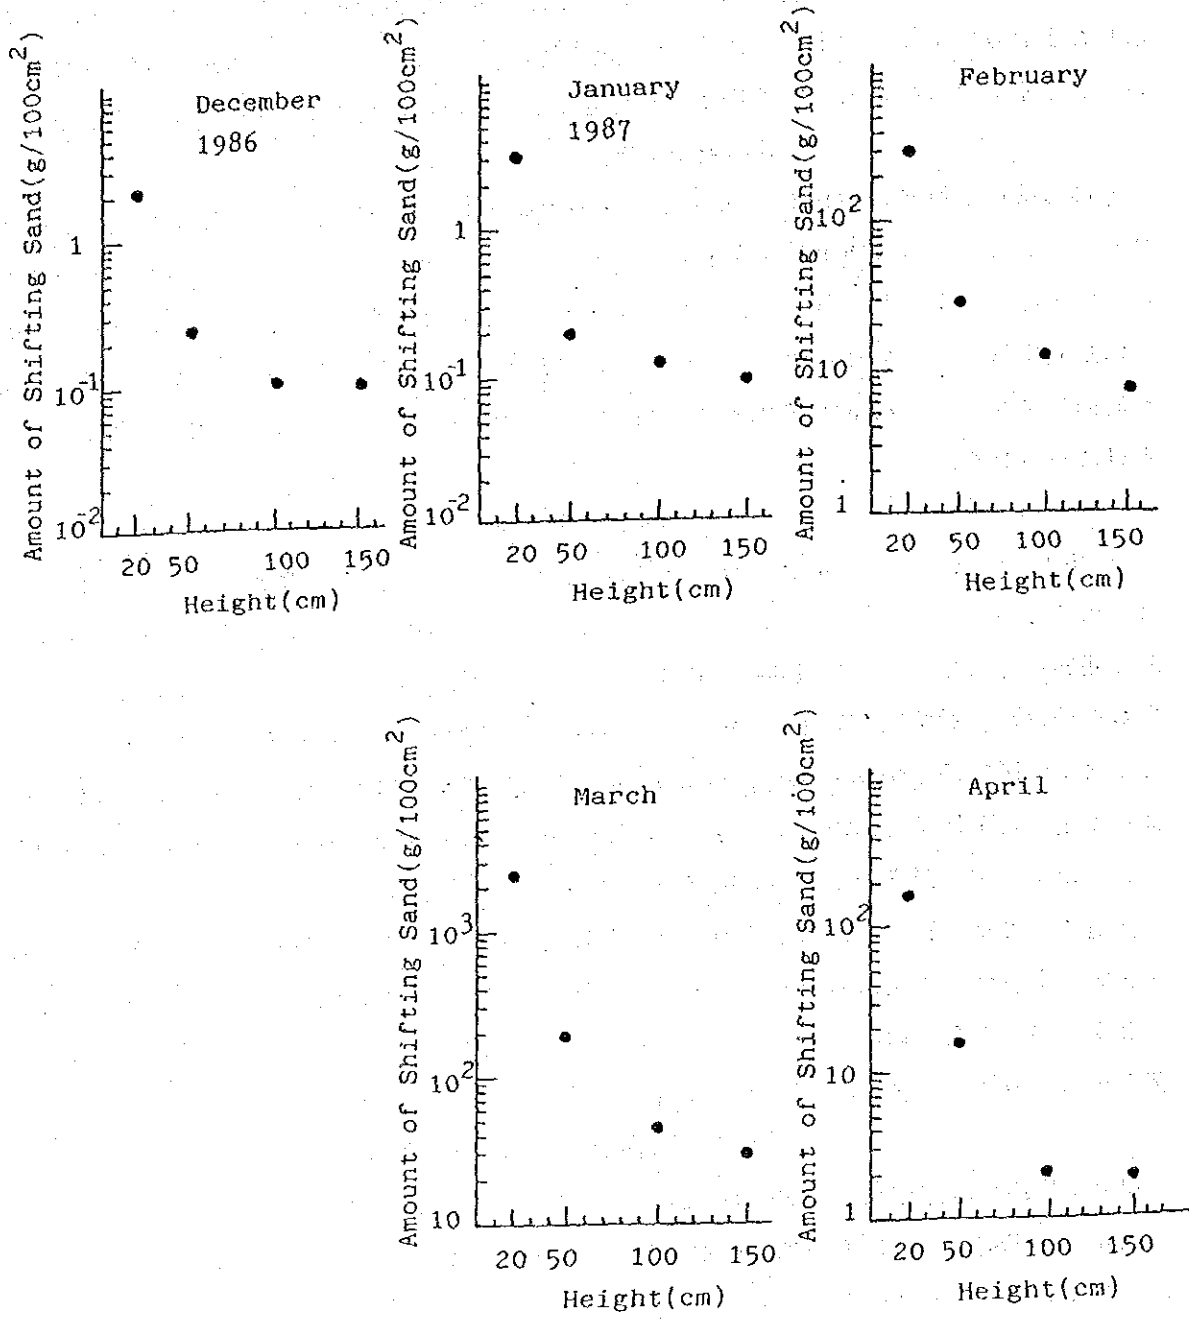 Amount of Shifting Sand(g/100cm²)
December
1986
1
10⁻¹
10⁻²
20 50 100 150
Height(cm)
Amount of Shifting Sand(g/100cm²)
January
1987
1
10⁻¹
10⁻²
20 50 100 150
Height(cm)
Amount of Shifting Sand(g/100cm²)
February
10²
10
1
20 50 100 150
Height(cm)
Amount of Shifting Sand(g/100cm²)
March
10³
10²
10
20 50 100 150
Height(cm)
Amount of Shifting Sand(g/100cm²)
April
10²
10
1
20 50 100 150
Height(cm)